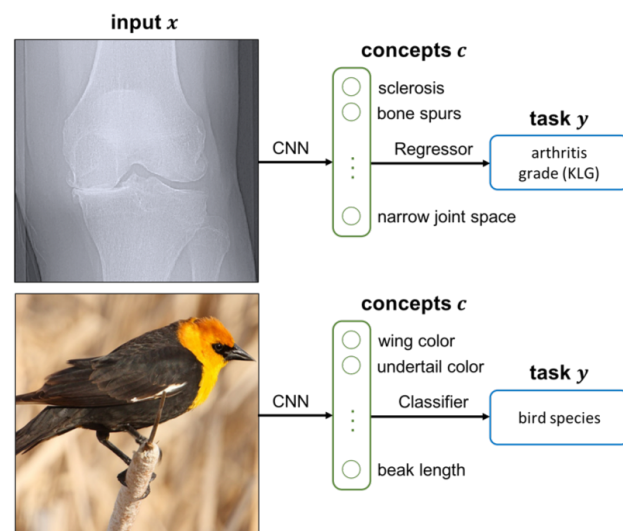 input x
concepts c
sclerosis
bone spurs
task y
CNN
Regressor
arthritis
grade (KLG)
narrow joint space
concepts c
wing color
undertail color
task y
CNN
Classifier
bird species
beak length